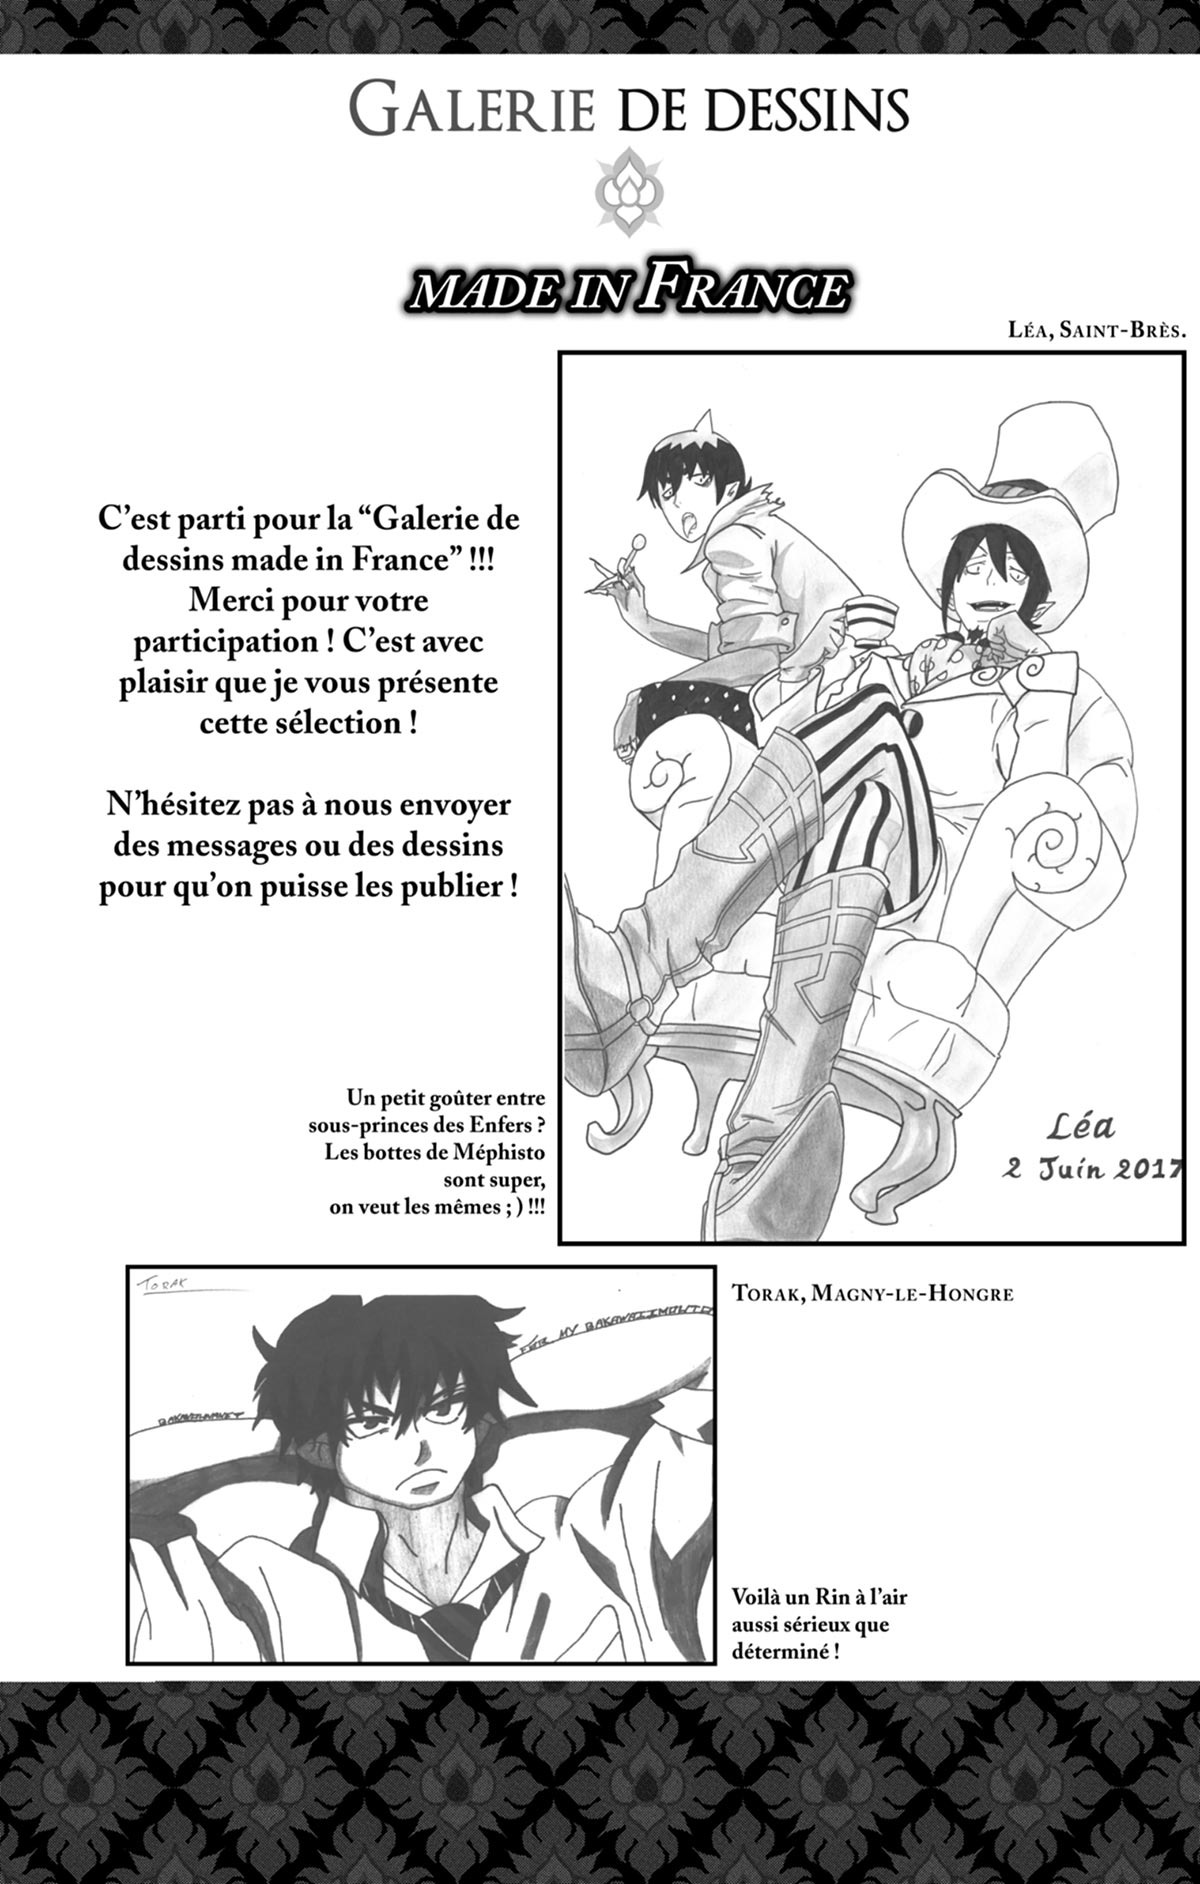 GALERIE DE DESSINS
MADE IN FRANCE
LÉA, SAINT-BRÈS.
C'est parti pour la “Galerie de
dessins made in France” !!!
Merci pour votre
participation ! C'est avec
plaisir que je vous présente
cette sélection !
N'hésitez pas à nous envoyer
des messages ou des dessins
pour qu'on puisse les publier !
Un petit goûter entre
sous-princes des Enfers ?
Les bottes de Méphisto
sont super,
on veut les mêmes ; ) !!!
Léa
2 Juin 2017
TORAK
FOR MY
TORAK, MAGNY-LE-HONGRE
Voilà un Rin à l'air
aussi sérieux que
déterminé !